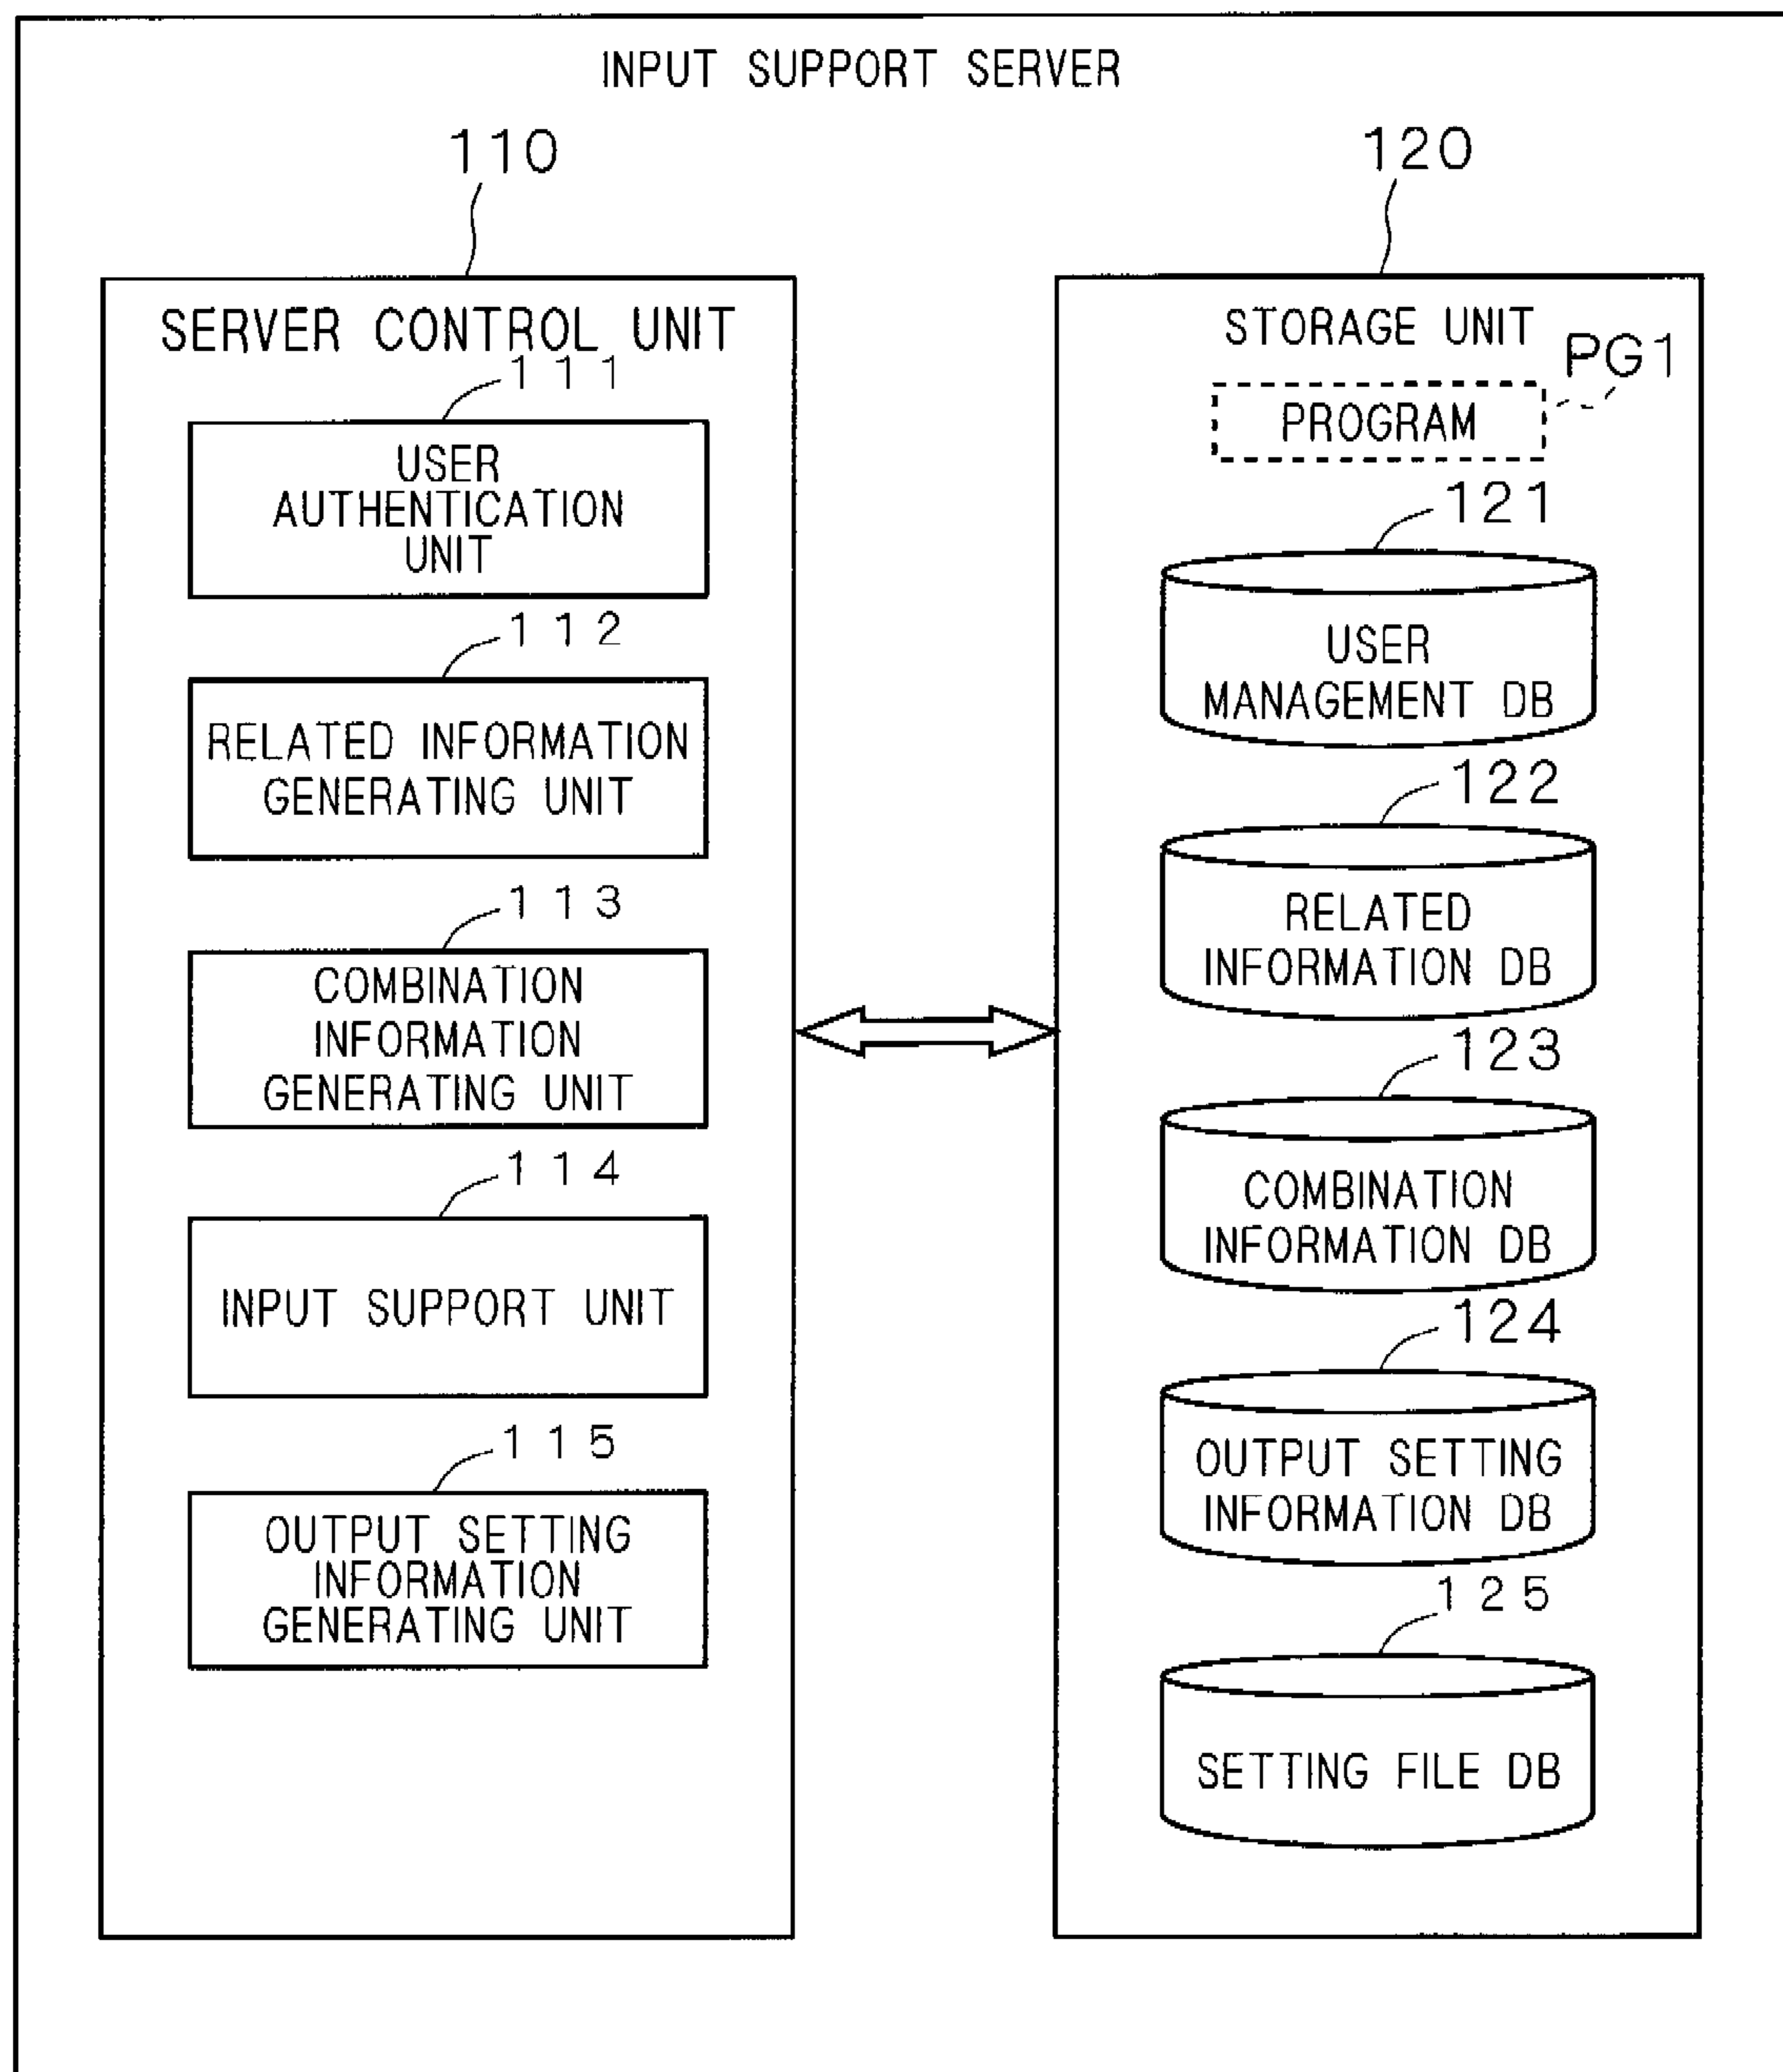 INPUT SUPPORT SERVER
110
SERVER CONTROL UNIT
111
USER
AUTHENTICATION
UNIT
112
RELATED INFORMATION
GENERATING UNIT
113
COMBINATION
INFORMATION
GENERATING UNIT
114
INPUT SUPPORT UNIT
115
OUTPUT SETTING
INFORMATION
GENERATING UNIT
120
STORAGE UNIT
PG1
PROGRAM
121
USER
MANAGEMENT DB
122
RELATED
INFORMATION DB
123
COMBINATION
INFORMATION DB
124
OUTPUT SETTING
INFORMATION DB
125
SETTING FILE DB